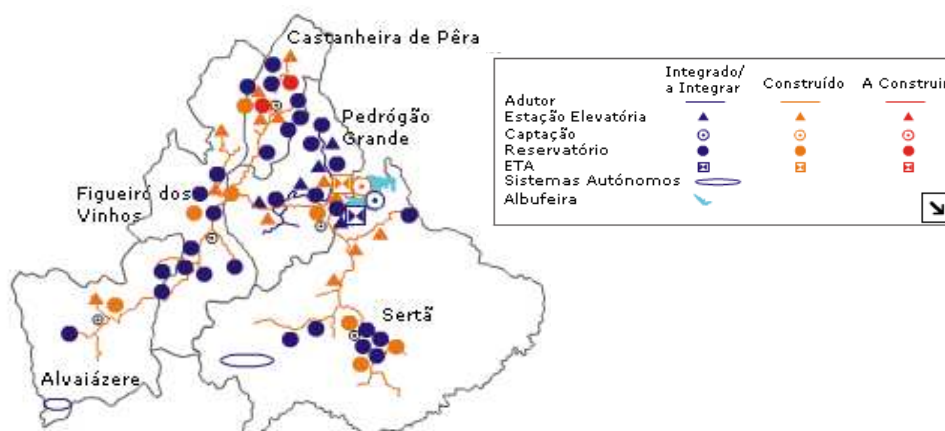 Castanheira de Pêra
Pedrógão
Grande
Figueiró dos
Vinhos
Sertã
Alvaiázere
Integrado/
a Integrar Construído A Construir
Adutor
Estação Elevatória
Captação
Reservatório
ETA
Sistemas Autónomos
Albufeira